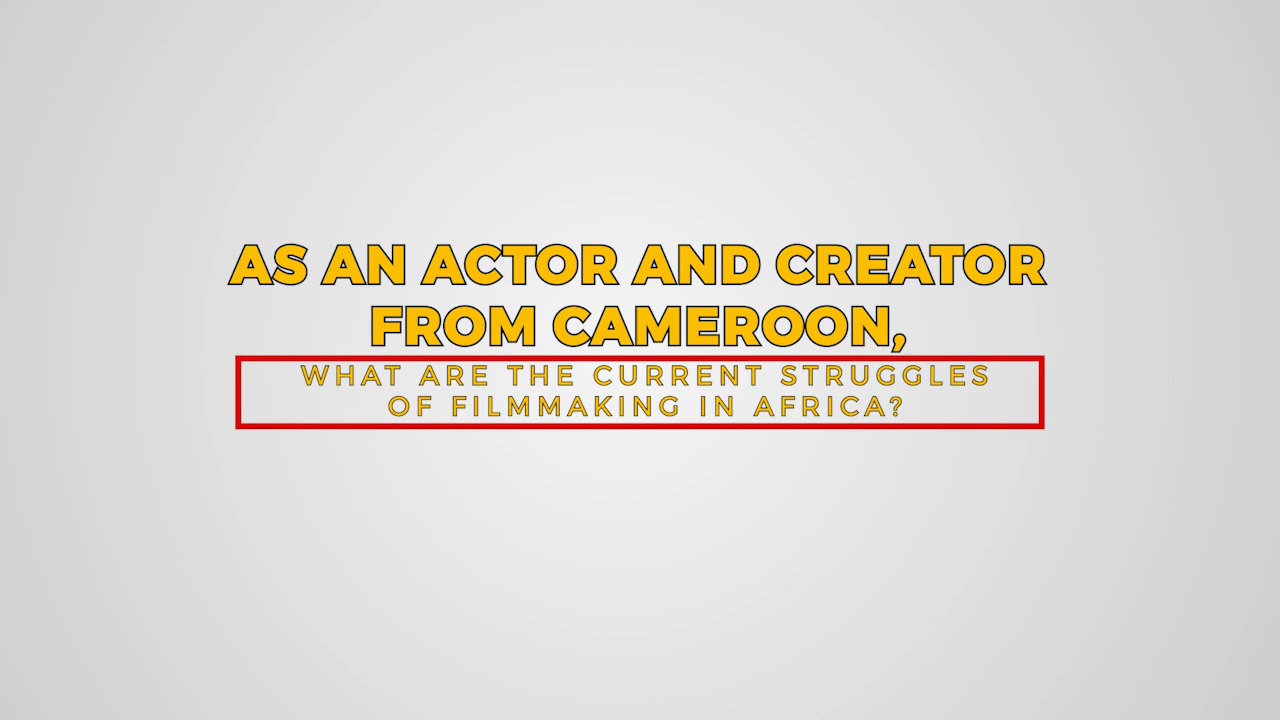 AS AN ACTOR AND CREATOR
FROM CAMEROON,
WHAT ARE THE CURRENT STRUGGLES
OF FILMMAKING IN AFRICA?